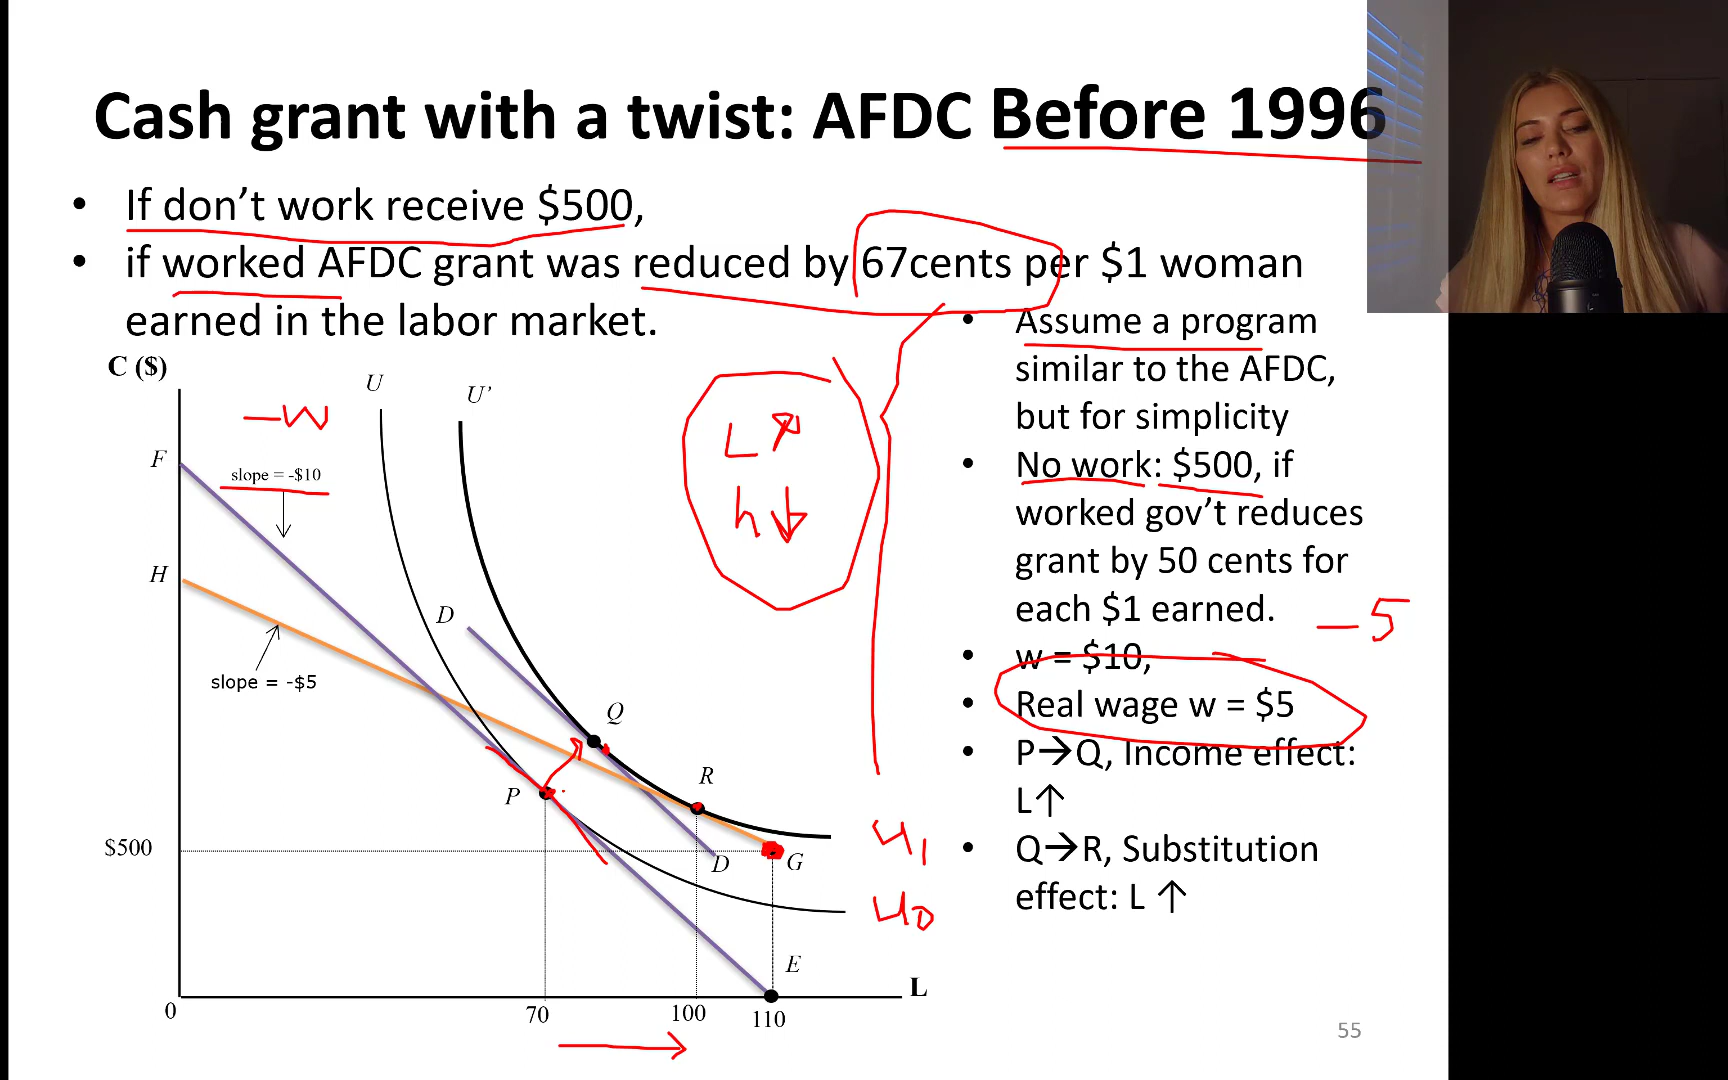 Cash grant with a twist: AFDC Before 1996
• If don't work receive $500,
• if worked AFDC grant was reduced by 67cents per $1 woman
earned in the labor market.
• Assume a program
similar to the AFDC,
but for simplicity
• No work: $500, if
worked gov't reduces
grant by 50 cents for
each $1 earned.
– 5
• w = $10,
• Real wage w = $5
• P→Q, Income effect:
L↑
• Q→R, Substitution
effect: L ↑
C ($)
U
U'
– W
F
slope = -$10
L ↑
h ↓
H
D
slope = -$5
Q
R
P
U1
$500
D
G
U0
E
L
0
70
100
110
55